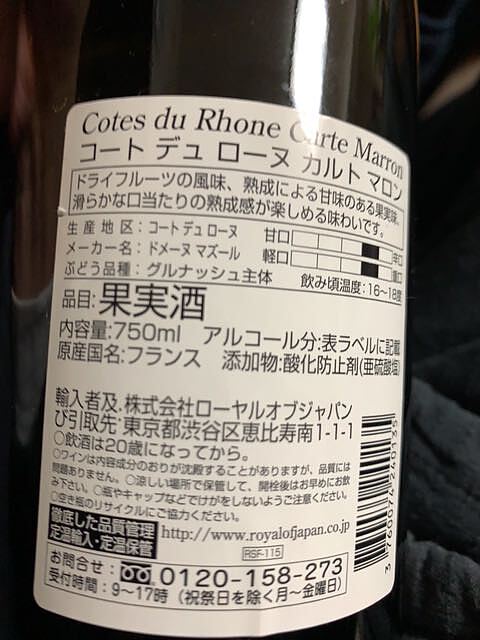 Cotes du Rhone Carte Marron
コート デュ ローヌ カルト マロン
ドライフルーツの風味、熟成による甘味のある果実味。
滑らかな口当たりの熟成感が楽しめる味わいです。
生産地区:コートデュローヌ 甘口 辛口
メーカー名:ドメーヌ マズール 軽口 重口
ぶどう品種:グルナッシュ主体 飲み頃温度:16~18度
品目:果実酒
内容量:750ml アルコール分:表ラベルに記載
原産国名:フランス 添加物:酸化防止剤(亜硫酸塩)
輸入者及 株式会社ローヤルオブジャパン
び引取先:東京都渋谷区恵比寿南1-1-1
○飲酒は20歳になってから。
○ワインは内容成分のおりが沈殿することがありますが、品質には
問題ありません。○涼しい場所で保管して、開栓後はお早めにお飲
み下さい。○瓶やキャップなどでけがをしないようご注意ください。
○空き瓶のリサイクルにご協力ください。
徹底した品質管理
定温輸入・定温保管
http://www.royalofjapan.co.jp
RSF-115
お問合せ: 0120-158-273
受付時間:9~17時(祝祭日を除く月~金曜日)
3 760074 240135